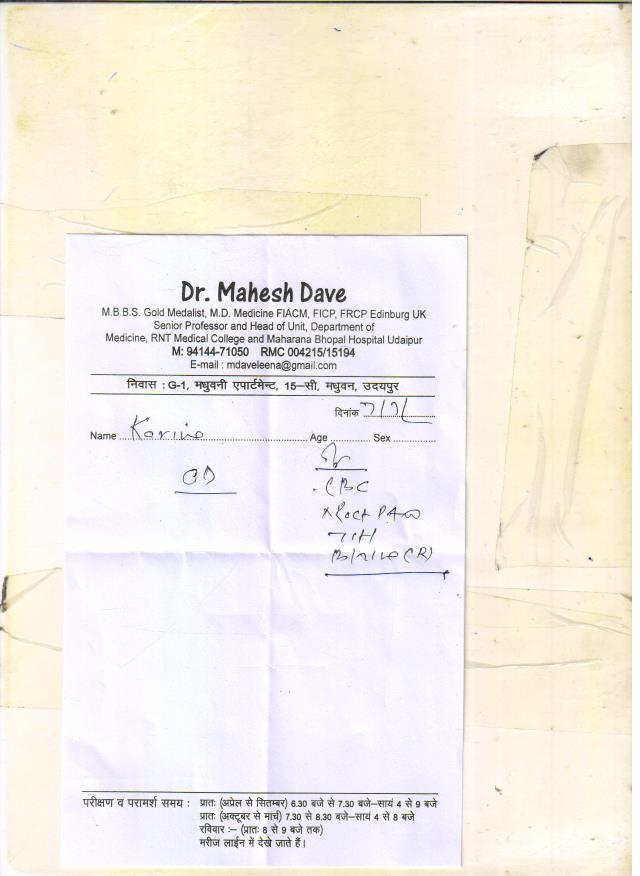 Dr. Mahesh Dave
M.B.B.S. Gold Medalist, M.D. Medicine FIACM, FICP, FRCP Edinburg UK
Senior Professor and Head of Unit, Department of
Medicine, RNT Medical College and Maharana Bhopal Hospital Udaipur
M: 94144-71050 RMC 004215/15194
E-mail : mdaveleena@gmail.com
निवास : G-1, मधुवनी एपार्टमेन्ट, 15–सी, मधुवन, उदयपुर
दिनांक
Name Age Sex
CBC
परीक्षण व परामर्श समय : प्रातः (अप्रेल से सितम्बर) 6.30 बजे से 7.30 बजे–सायं 4 से 9 बजे
प्रातः (अक्टूबर से मार्च) 7.30 से 8.30 बजे–सायं 4 से 8 बजे
रविवार :– (प्रातः 8 से 9 बजे तक)
मरीज लाईन में देखे जाते हैं।